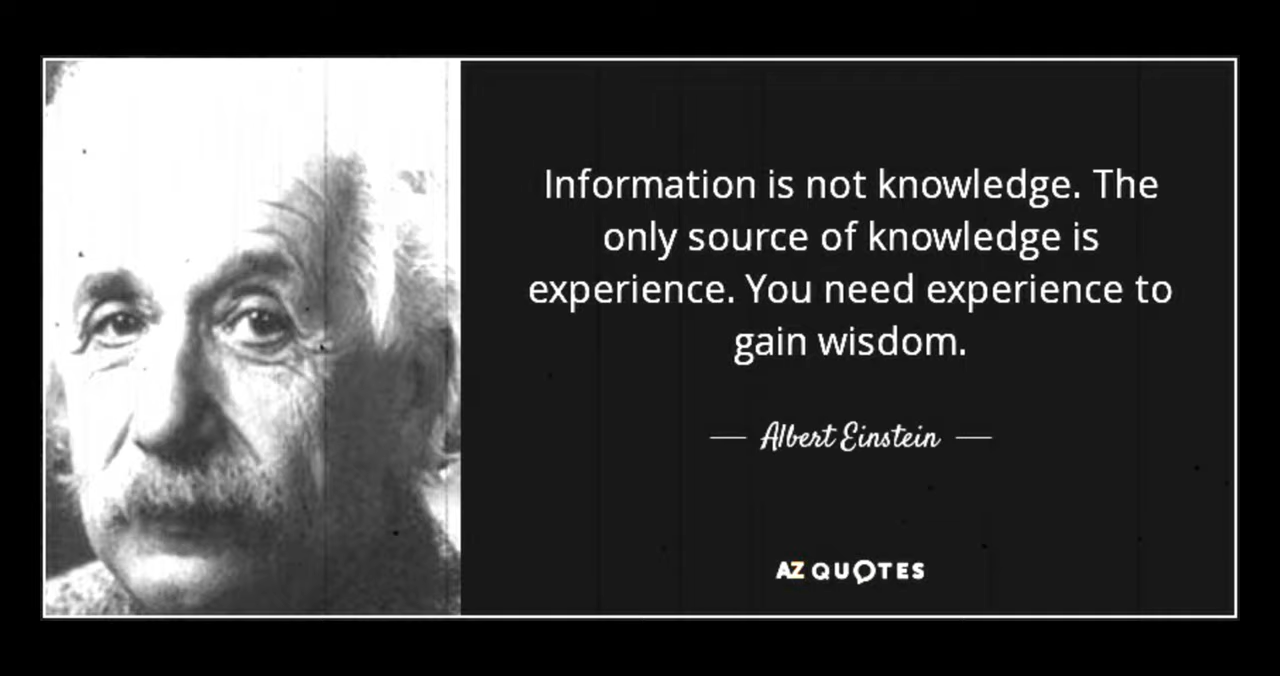 Information is not knowledge. The
only source of knowledge is
experience. You need experience to
gain wisdom.
— Albert Einstein —
AZ QUOTES